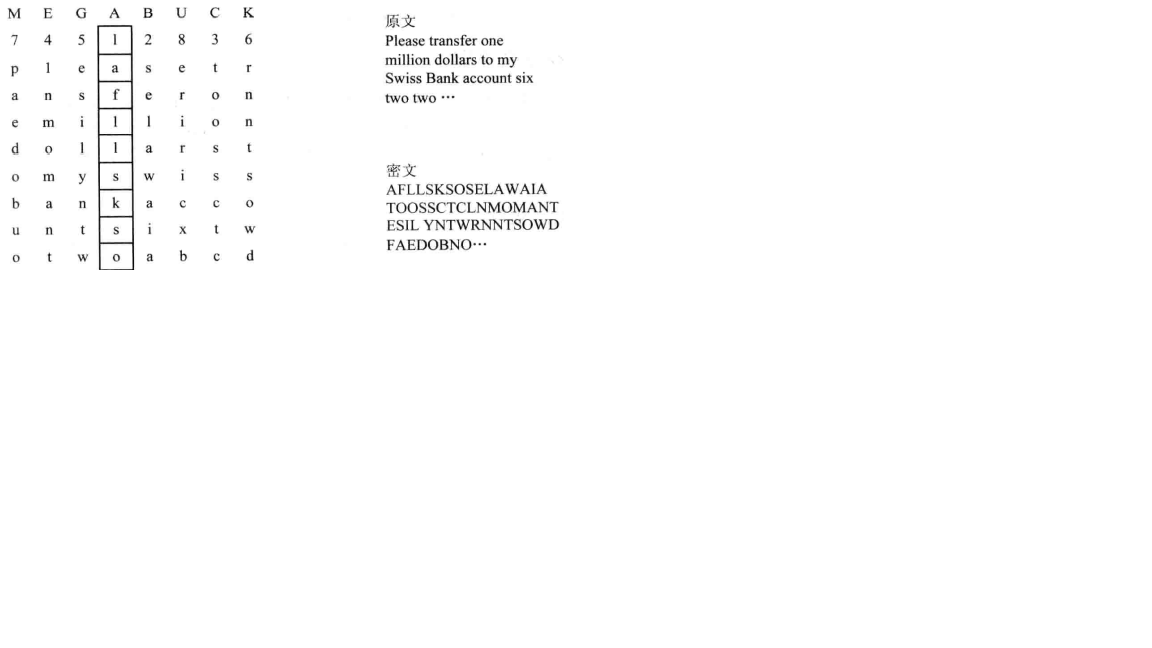 M E G A B U C K
7 4 5 1 2 8 3 6
p l e a s e t r
a n s f e r o n
e m i l l i o n
d o l l a r s t
o m y s w i s s
b a n k a c c o
u n t s i x t w
o t w o a b c d
原文
Please transfer one
million dollars to my
Swiss Bank account six
two two …
密文
AFLLSKSOSELAWAIA
TOOSSCTCLNMOMANT
ESIL YNTWRNNTSOWD
FAEDOBNO…